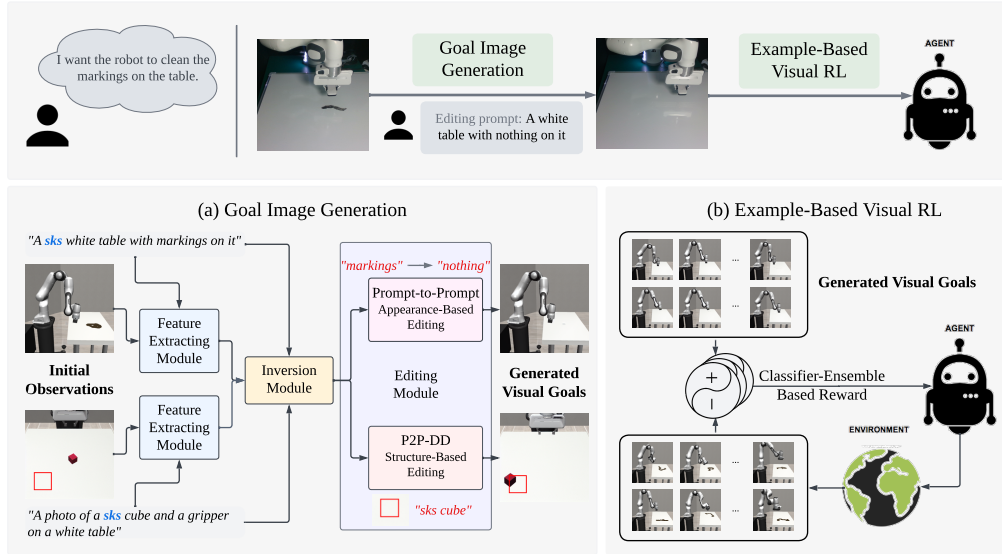 I want the robot to clean the
markings on the table.
Goal Image
Generation
Editing prompt: A white
table with nothing on it
Example-Based
Visual RL
AGENT
(a) Goal Image Generation
"A sks white table with markings on it"
Initial
Observations
"A photo of a sks cube and a gripper
on a white table"
Feature
Extracting
Module
Feature
Extracting
Module
Inversion
Module
"markings" "nothing"
Prompt-to-Prompt
Appearance-Based
Editing
Editing
Module
P2P-DD
Structure-Based
Editing
"sks cube"
Generated
Visual Goals
(b) Example-Based Visual RL
...
...
Generated Visual Goals
+
−
Classifier-Ensemble
Based Reward
AGENT
ENVIRONMENT
...
...